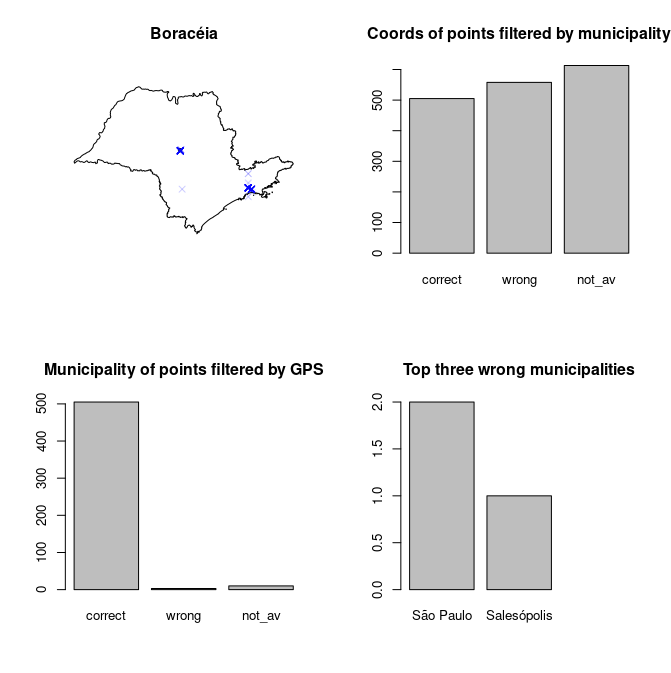 Boracéia
Coords of points filtered by municipality
500
300
100
0
correct wrong not_av
Municipality of points filtered by GPS
500
400
300
200
100
0
correct wrong not_av
Top three wrong municipalities
2.0
1.5
1.0
0.5
0.0
São Paulo Salesópolis